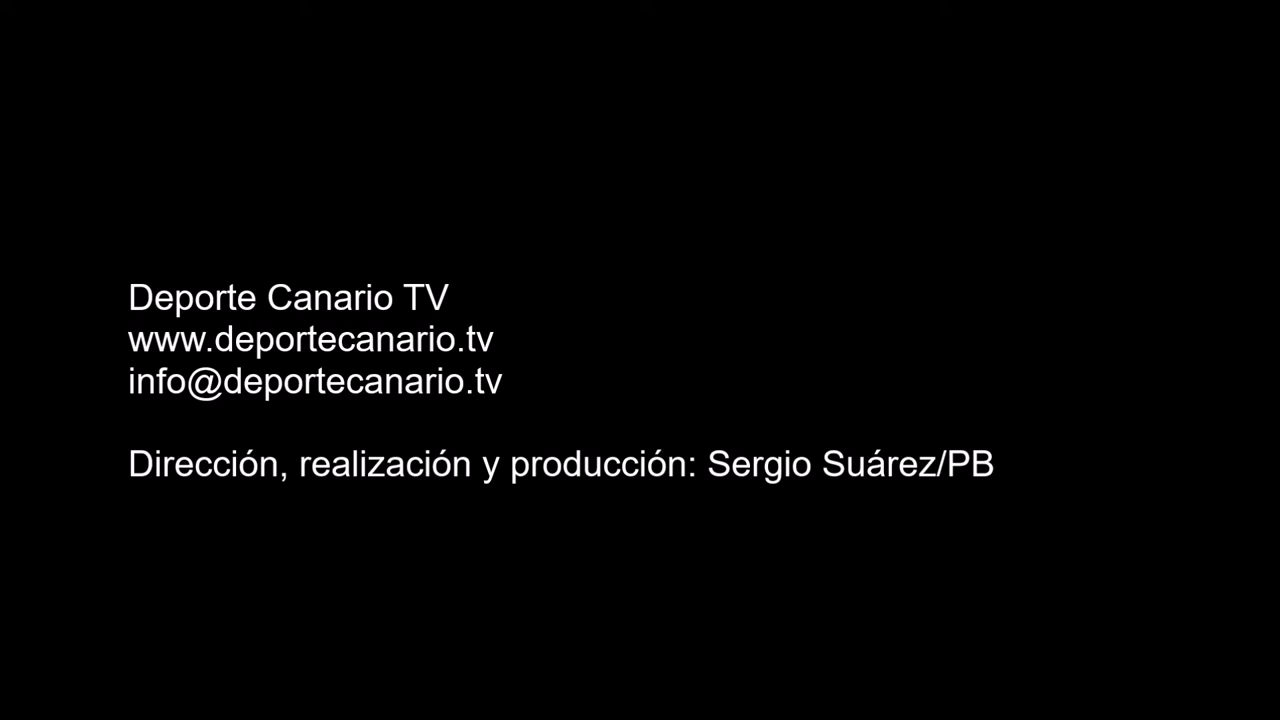 Deporte Canario TV
www.deportecanario.tv
info@deportecanario.tv
Dirección, realización y producción: Sergio Suárez/PB